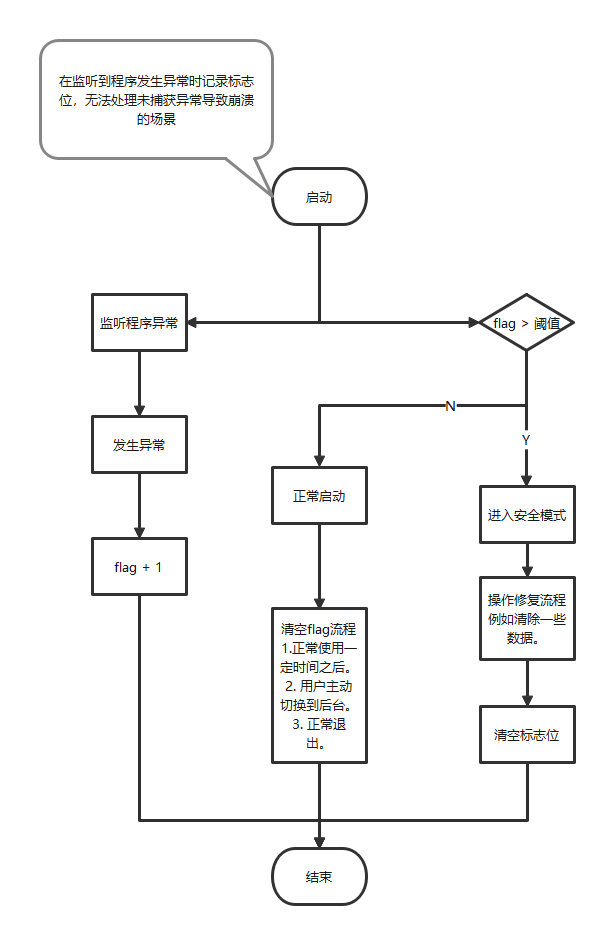 在监听到程序发生异常时记录标志
位，无法处理未捕获异常导致崩溃
的场景
启动
监听程序异常
flag > 阈值
N
Y
发生异常
正常启动
进入安全模式
flag + 1
操作修复流程
例如清除一些
数据。
清空flag流程
1.正常使用一
定时间之后。
2. 用户主动
切换到后台。
3. 正常退
出。
清空标志位
结束